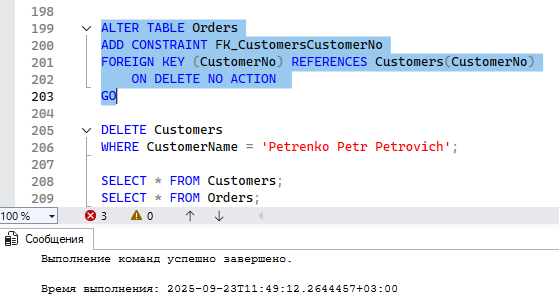 198
199 ALTER TABLE Orders
200 ADD CONSTRAINT FK_CustomersCustomerNo
201 FOREIGN KEY (CustomerNo) REFERENCES Customers(CustomerNo)
202 ON DELETE NO ACTION
203 GO
204
205 DELETE Customers
206 WHERE CustomerName = 'Petrenko Petr Petrovich';
207
208 SELECT * FROM Customers;
209 SELECT * FROM Orders;
100 % 3 0
Сообщения
Выполнение команд успешно завершено.
Время выполнения: 2025-09-23T11:49:12.2644457+03:00